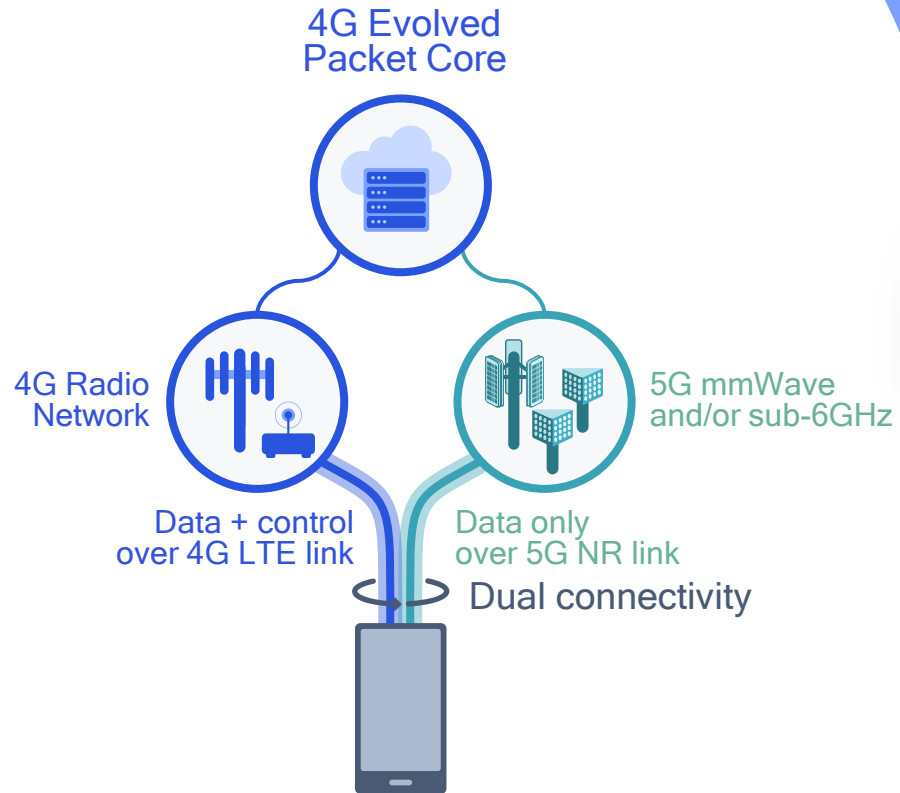 4G Evolved
Packet Core
4G Radio
Network
5G mmWave
and/or sub-6GHz
Data + control
over 4G LTE link
Data only
over 5G NR link
Dual connectivity